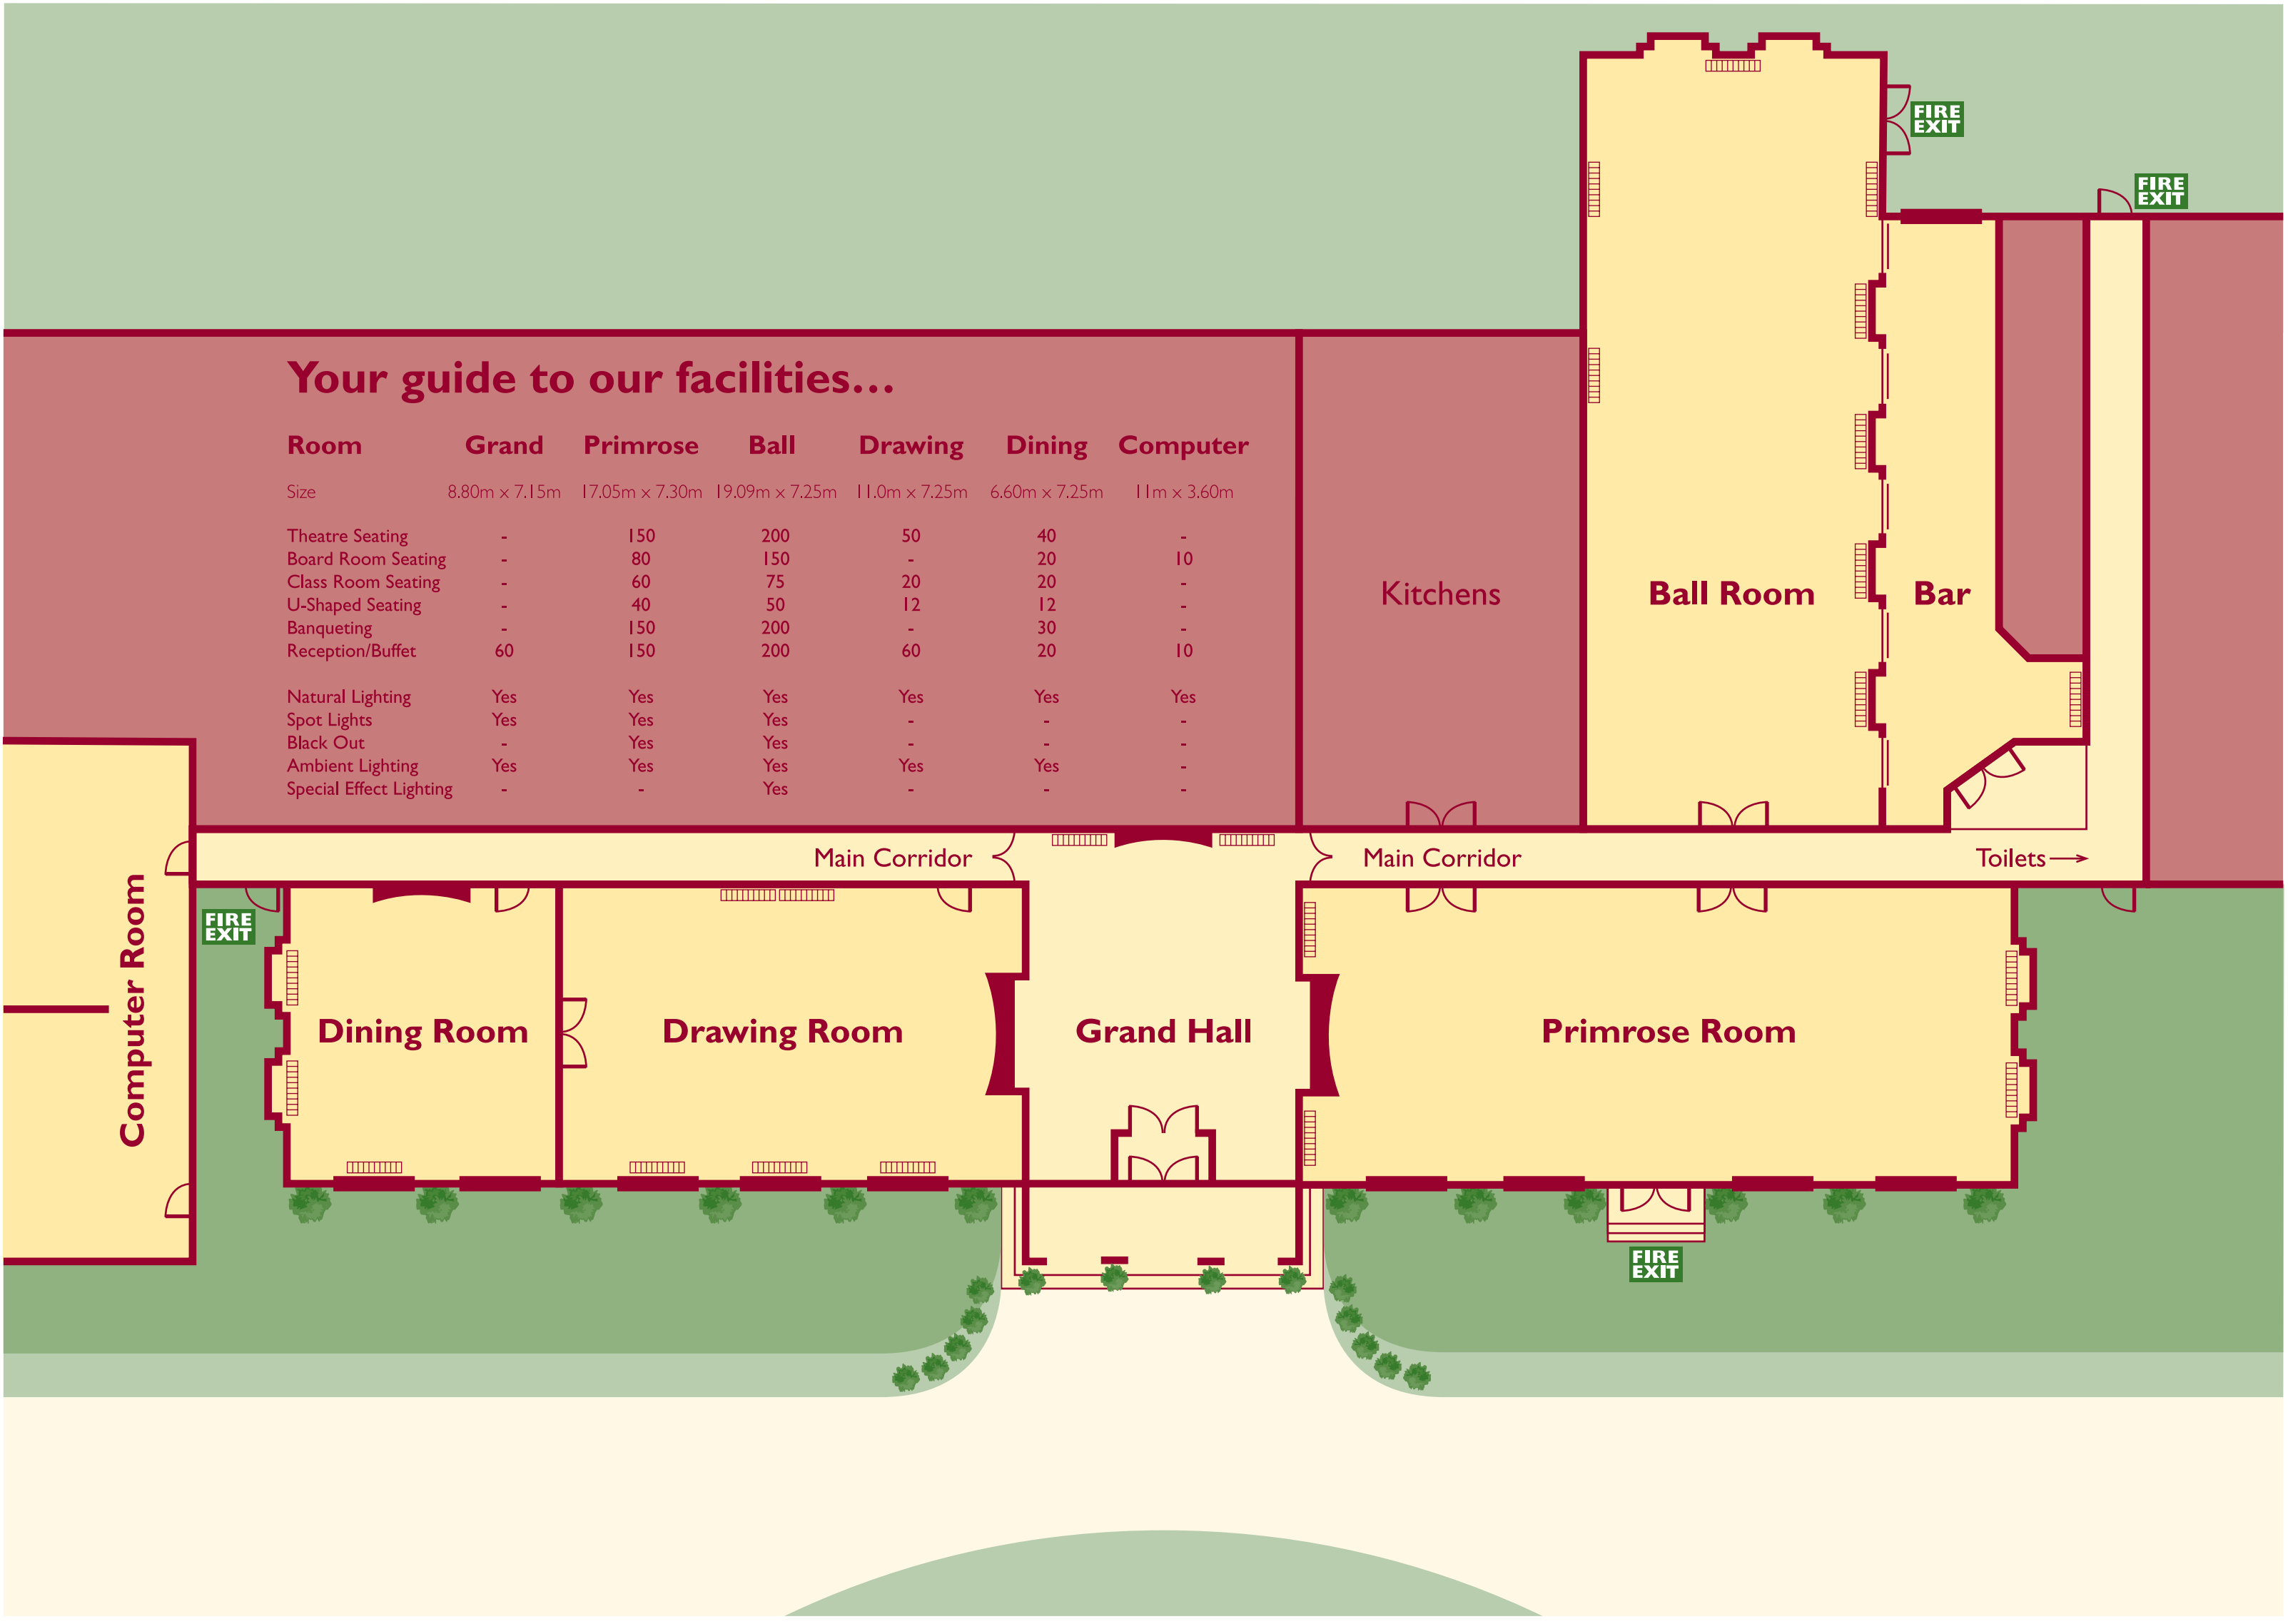 FIRE
EXIT
FIRE
EXIT
Your guide to our facilities...
Room Grand Primrose Ball Drawing Dining Computer
Size 8.80m x 7.15m 17.05m x 7.30m 19.09m x 7.25m 11.0m x 7.25m 6.60m x 7.25m 11m x 3.60m
Theatre Seating - 150 200 50 40 -
Board Room Seating - 80 150 - 20 10
Class Room Seating - 60 75 20 20 -
U-Shaped Seating - 40 50 12 12 -
Banqueting - 150 200 - 30 -
Reception/Buffet 60 150 200 60 20 10
Natural Lighting Yes Yes Yes Yes Yes Yes
Spot Lights Yes Yes Yes - - -
Black Out - Yes Yes - - -
Ambient Lighting Yes Yes Yes Yes Yes -
Special Effect Lighting - - Yes - - -
Kitchens
Ball Room
Bar
Main Corridor
Main Corridor
Toilets
FIRE
EXIT
Computer Room
Dining Room
Drawing Room
Grand Hall
Primrose Room
FIRE
EXIT